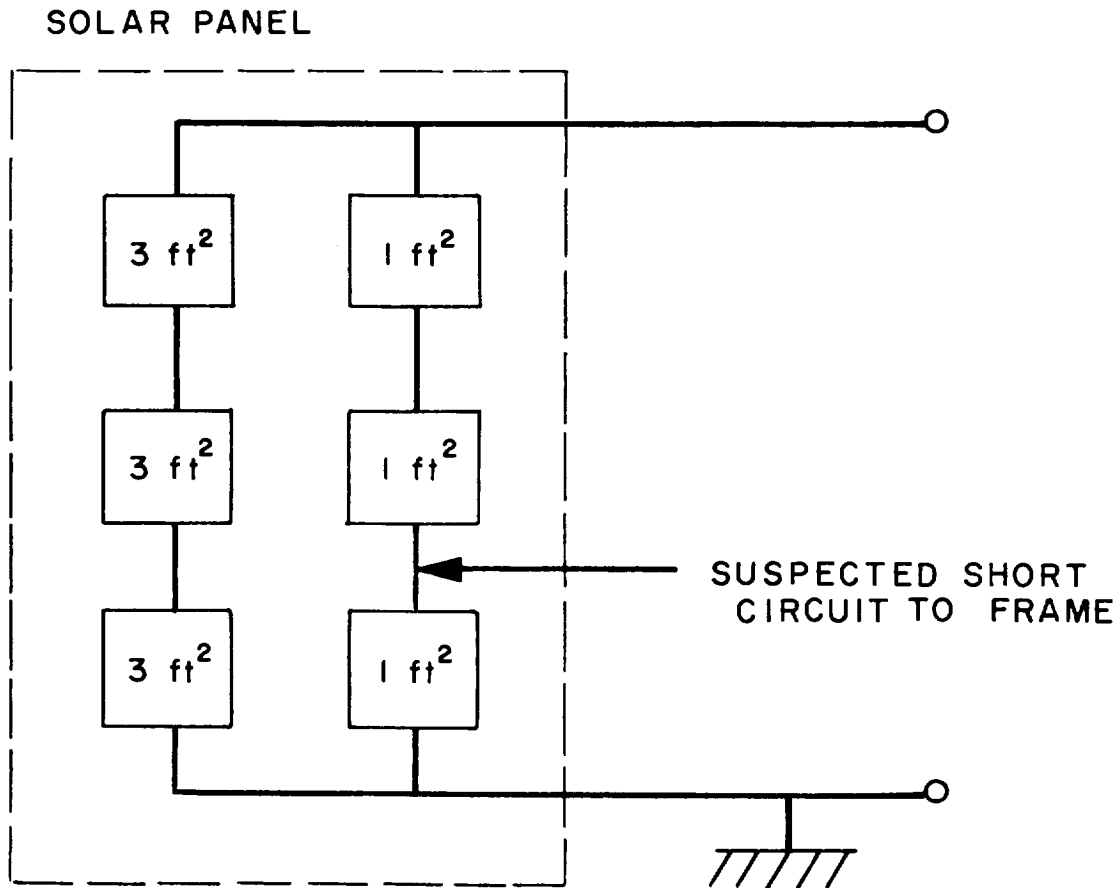 SOLAR PANEL
3 ft²
1 ft²
3 ft²
1 ft²
SUSPECTED SHORT
CIRCUIT TO FRAME
3 ft²
1 ft²